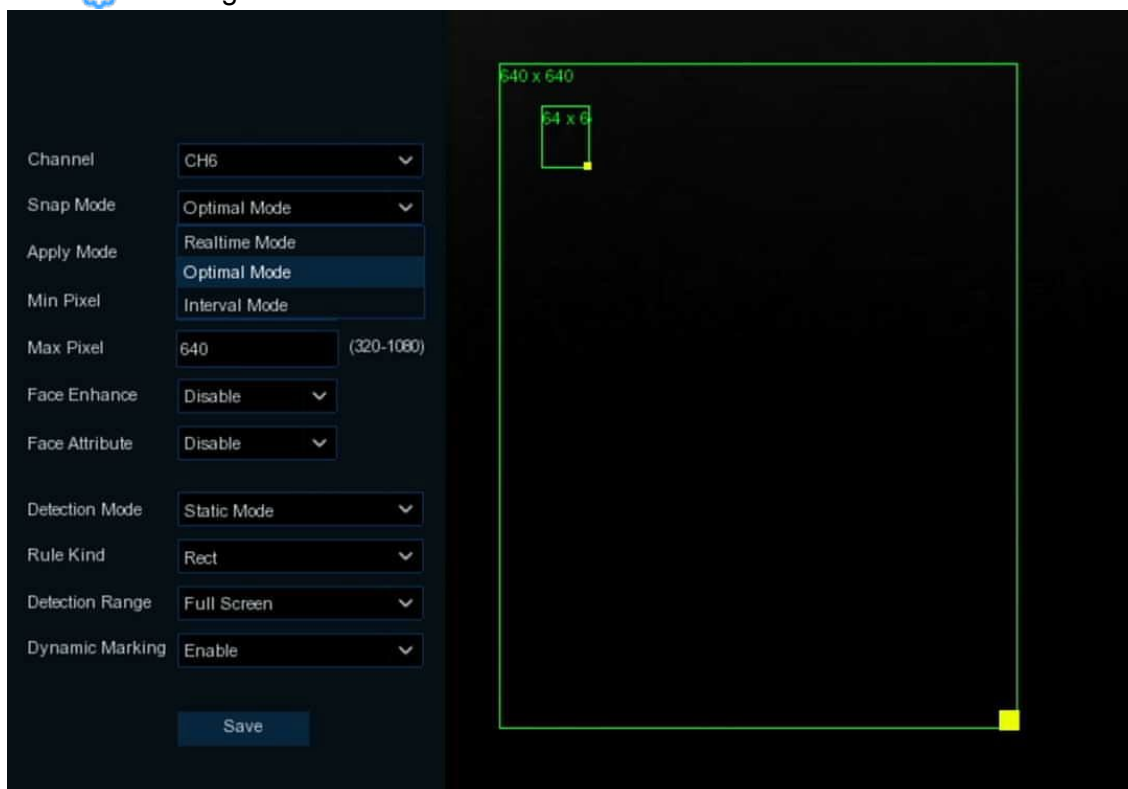 Channel CH6
Snap Mode Optimal Mode
Realtime Mode
Apply Mode
Optimal Mode
Min Pixel Interval Mode
Max Pixel 640 (320-1080)
Face Enhance Disable
Face Attribute Disable
Detection Mode Static Mode
Rule Kind Rect
Detection Range Full Screen
Dynamic Marking Enable
Save
640 x 640
64 x 6